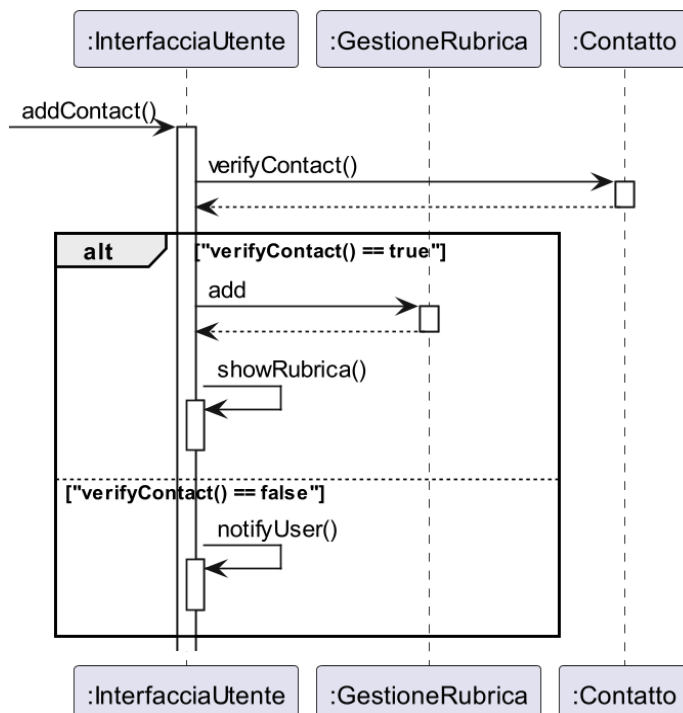 :InterfacciaUtente :GestioneRubrica :Contatto
addContact()
verifyContact()
alt ["verifyContact() == true"]
add
showRubrica()
["verifyContact() == false"]
notifyUser()
:InterfacciaUtente :GestioneRubrica :Contatto